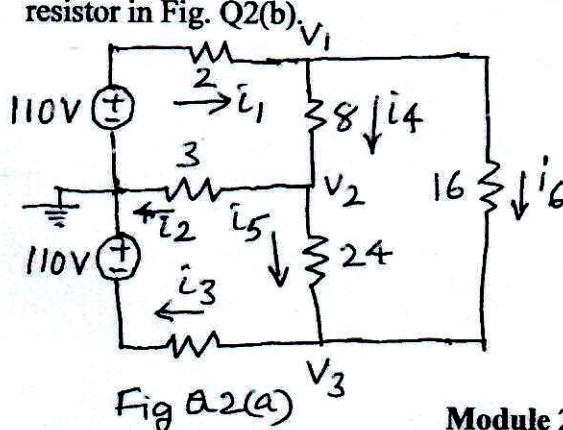 resistor in Fig. Q2(b).
V1
2
110V + -
i1
8 i4
3
V2
16 i6
i2 i5
110V + -
24
i3
V3
Fig Q2(a)
Module 2